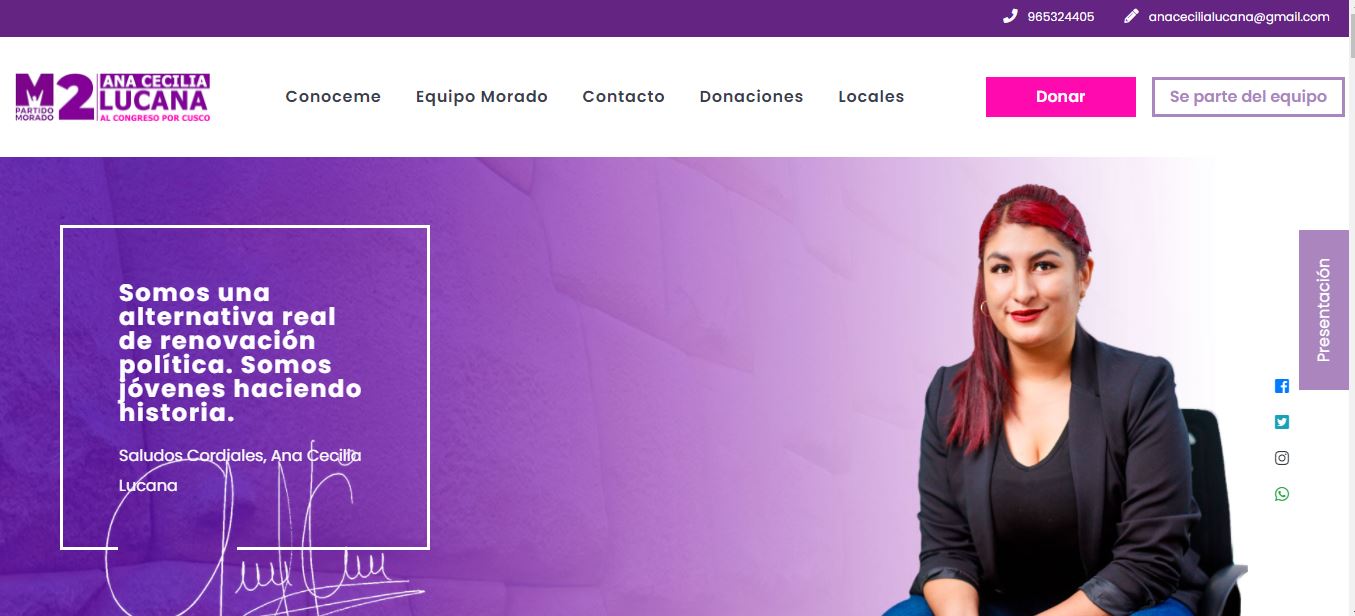 965324405 anacecilialucana@gmail.com
M2 ANA CECILIA
LUCANA
PARTIDO
MORADO
AL CONGRESO POR CUSCO
Conoceme Equipo Morado Contacto Donaciones Locales Donar Se parte del equipo
Somos una
alternativa real
de renovación
política. Somos
jóvenes haciendo
historia.
Saludos Cordiales, Ana Cecilia
Lucana
Presentación